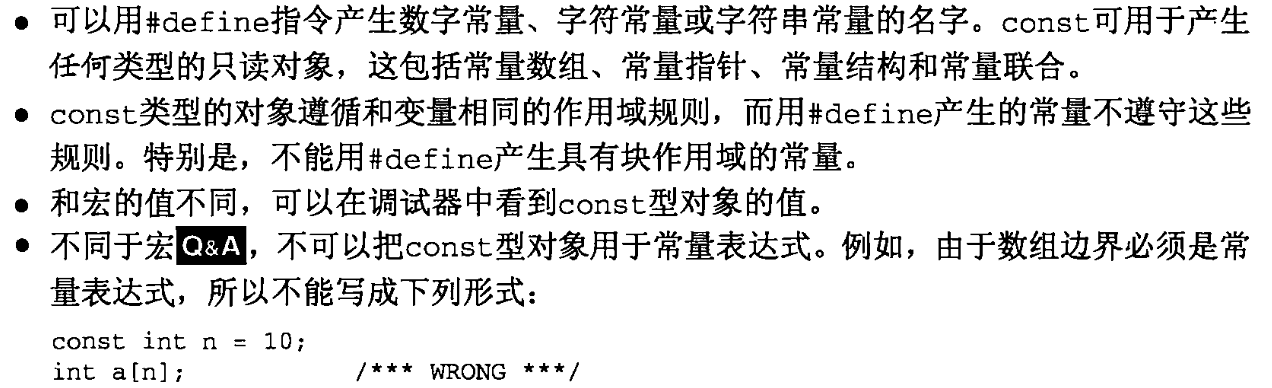 ● 可以用#define指令产生数字常量、字符常量或字符串常量的名字。const可用于产生
任何类型的只读对象，这包括常量数组、常量指针、常量结构和常量联合。
● const类型的对象遵循和变量相同的作用域规则，而用#define产生的常量不遵守这些
规则。特别是，不能用#define产生具有块作用域的常量。
● 和宏的值不同，可以在调试器中看到const型对象的值。
● 不同于宏Q&A，不可以把const型对象用于常量表达式。例如，由于数组边界必须是常
量表达式，所以不能写成下列形式：
const int n = 10;
int a[n]; /*** WRONG ***/